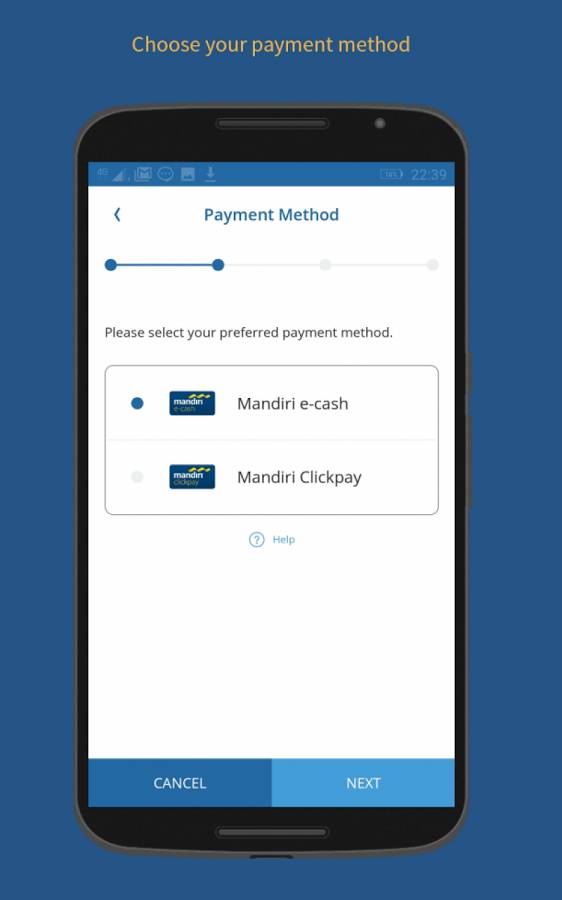 Choose your payment method
4G
22:39
Payment Method
Please select your preferred payment method.
mandiri
e-cash
Mandiri e-cash
mandiri
clickpay
Mandiri Clickpay
? Help
CANCEL
NEXT